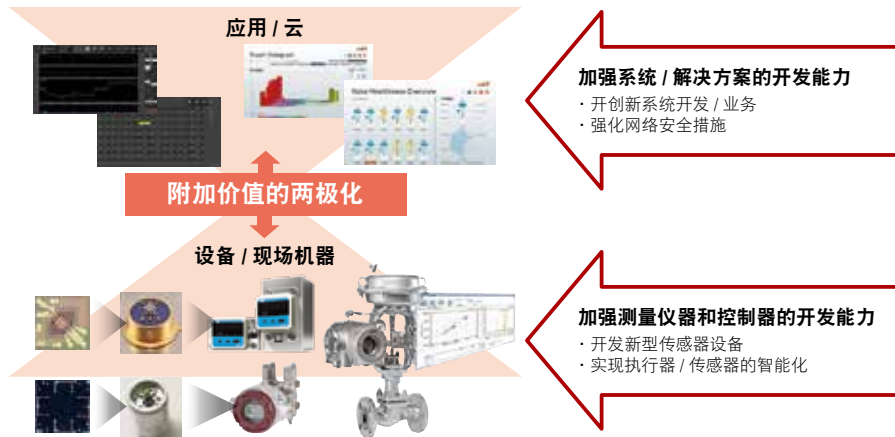 应用 / 云
加强系统 / 解决方案的开发能力
· 开创新系统开发 / 业务
· 强化网络安全措施
附加价值的两极化
设备 / 现场机器
加强测量仪器和控制器的开发能力
· 开发新型传感器设备
· 实现执行器 / 传感器的智能化